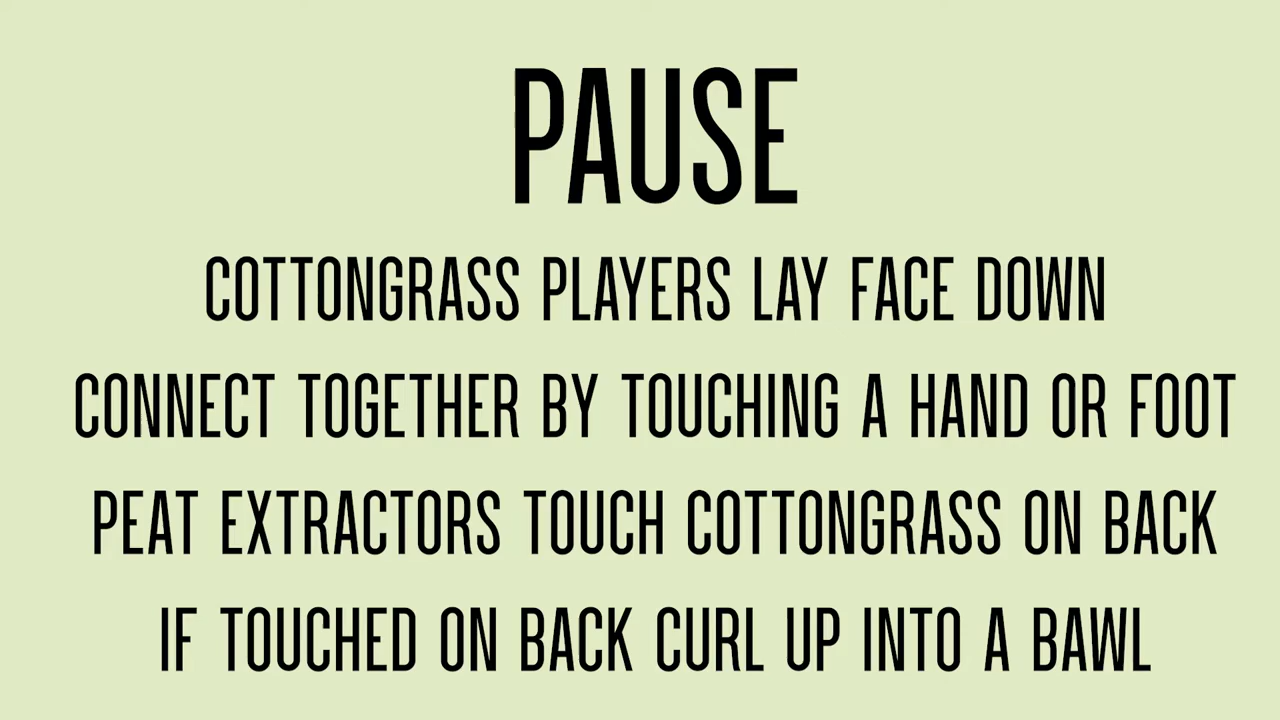 PAUSE
COTTONGRASS PLAYERS LAY FACE DOWN
CONNECT TOGETHER BY TOUCHING A HAND OR FOOT
PEAT EXTRACTORS TOUCH COTTONGRASS ON BACK
IF TOUCHED ON BACK CURL UP INTO A BAWL